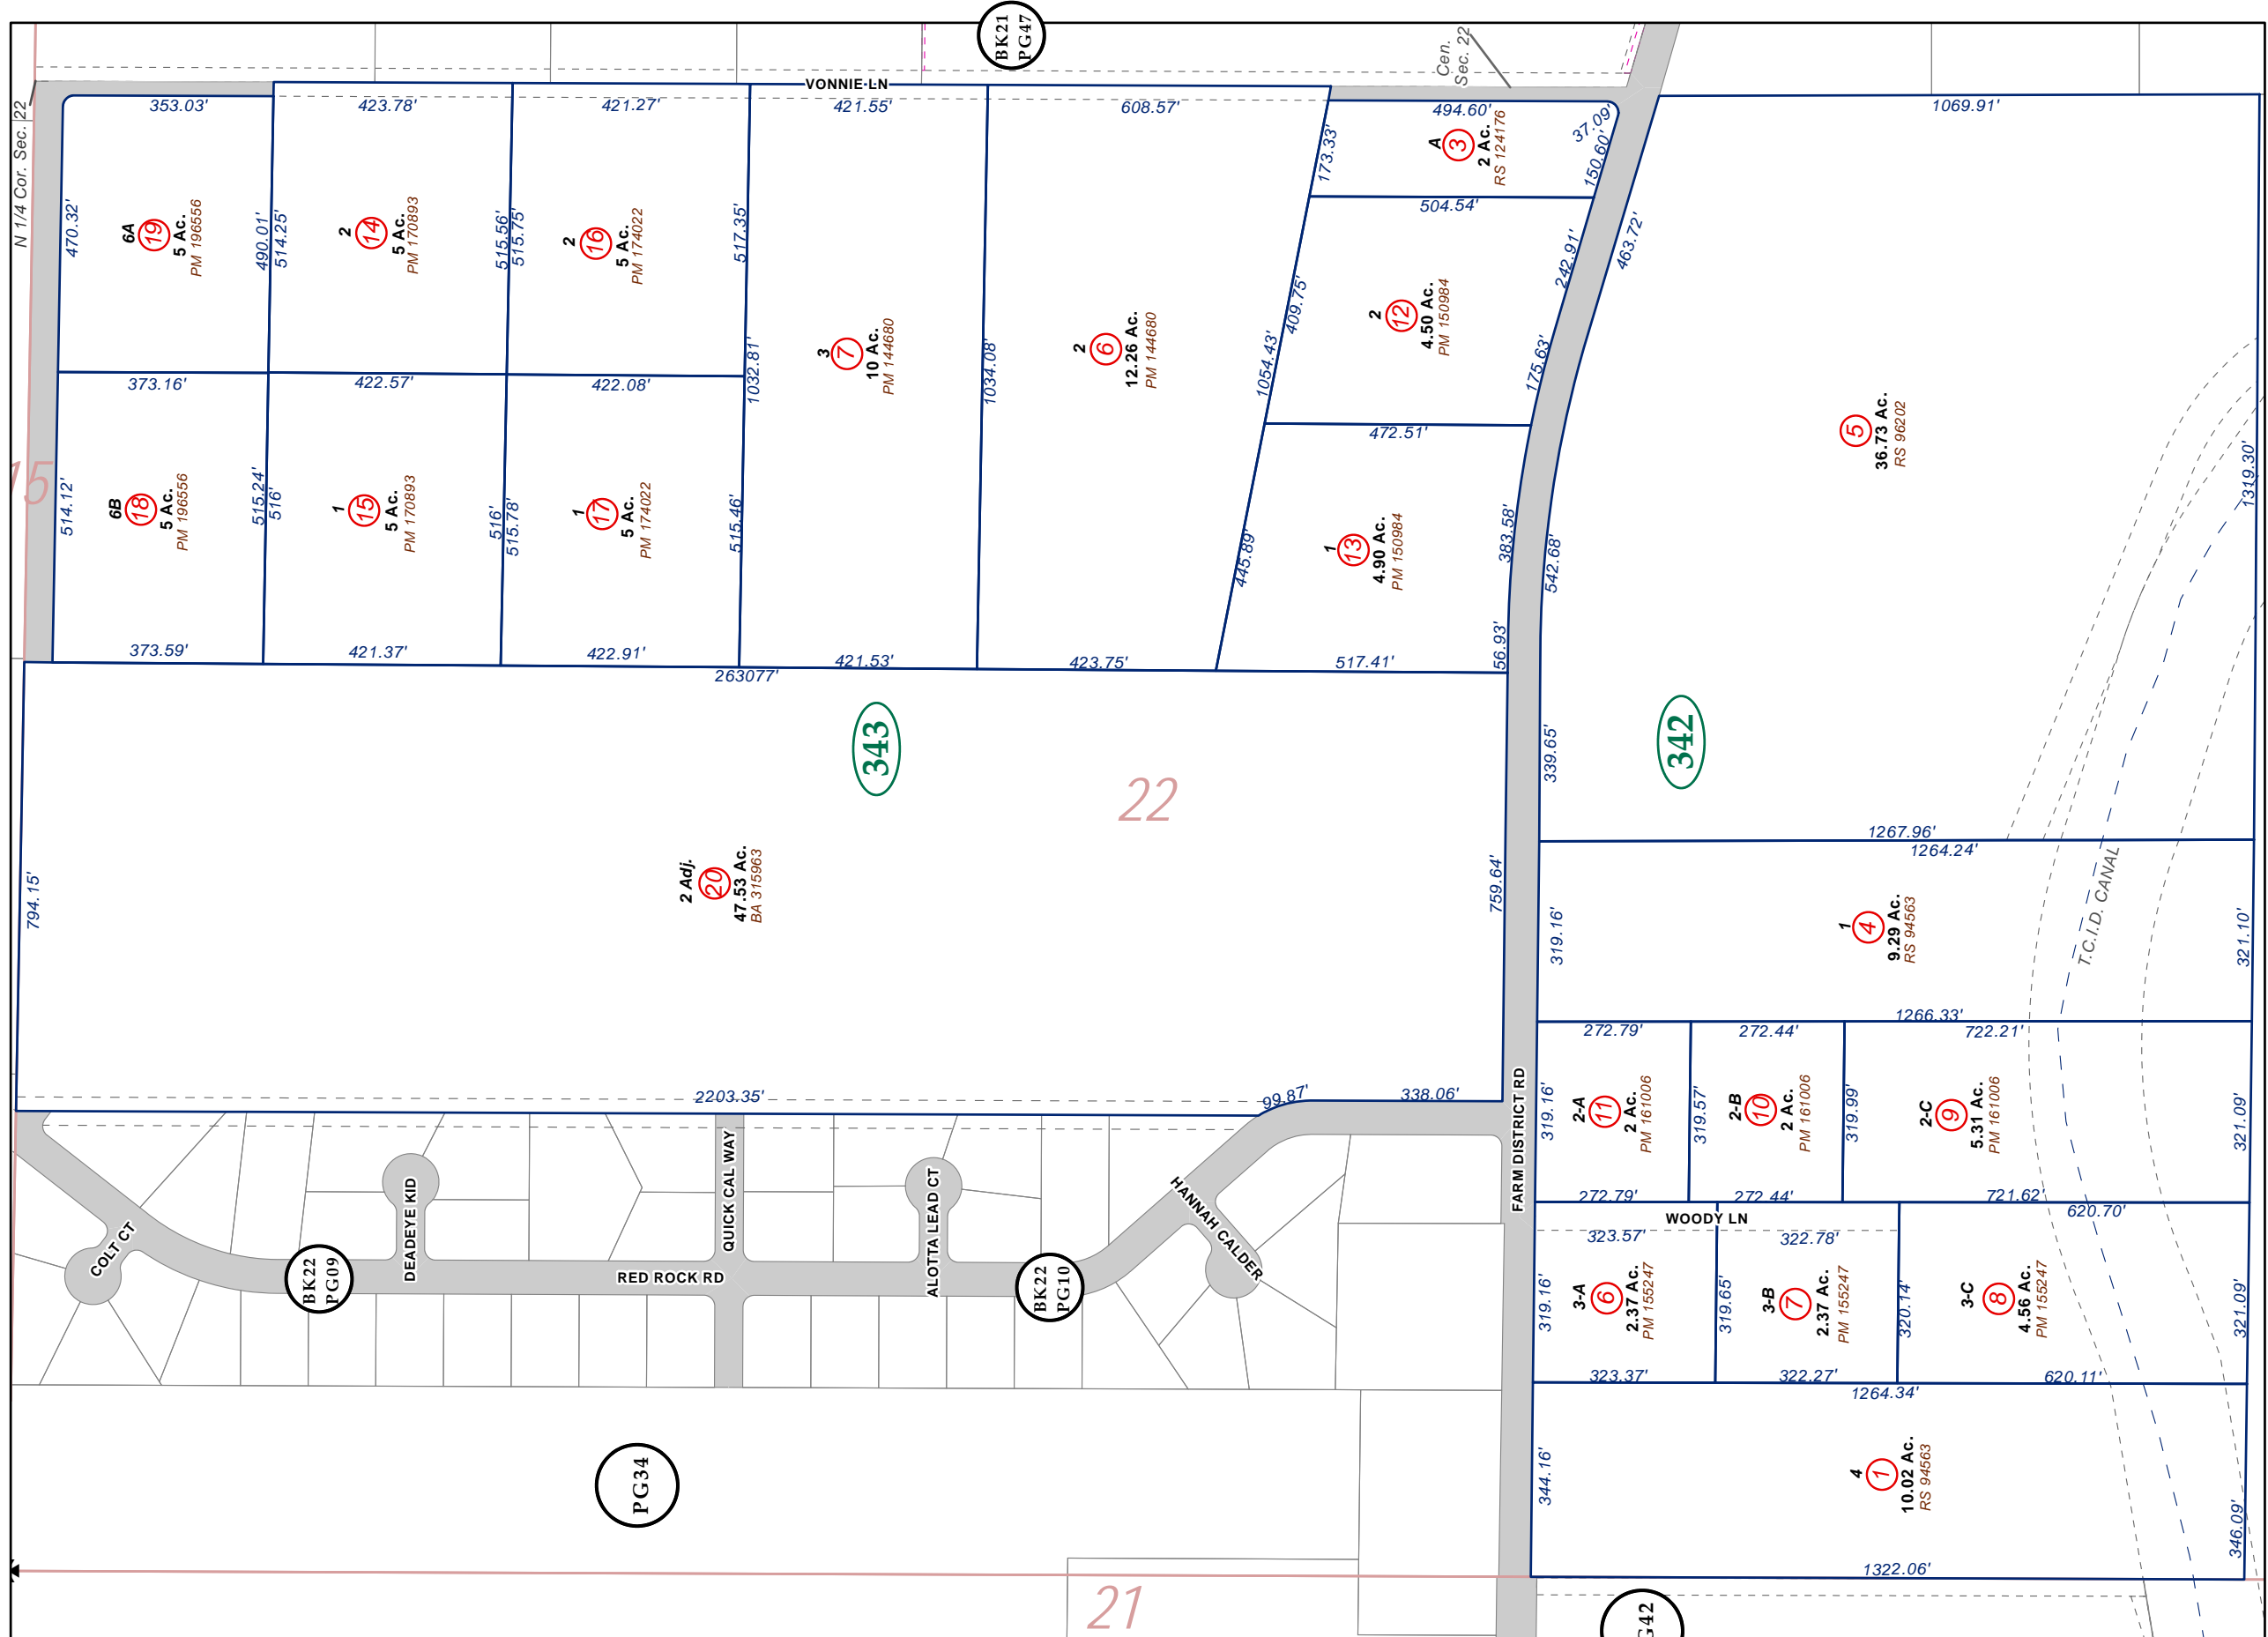 BK21
PG47
N 1/4 Cor. Sec. 22
Cen.
Sec. 22
VONNIE LN
353.03'
423.78'
421.27'
421.55'
608.57'
494.60'
37.09'
1069.91'
470.32'
6A
19
5 Ac.
PM 196556
490.01'
514.25'
2
14
5 Ac.
PM 170893
515.56'
515.75'
2
16
5 Ac.
PM 174022
517.35'
173.33'
A
3
2 Ac.
RS 124176
150.60'
504.54'
373.16'
422.57'
422.08'
1032.81'
3
7
10 Ac.
PM 144680
1034.08'
2
6
12.26 Ac.
PM 144680
1054.43'
409.75'
2
12
4.50 Ac.
PM 150984
242.91'
175.63'
463.72'
472.51'
5
36.73 Ac.
RS 96202
1319.30'
15
514.12'
6B
18
5 Ac.
PM 196556
515.24'
516'
1
15
5 Ac.
PM 170893
516'
515.78'
1
17
5 Ac.
PM 174022
515.46'
445.89'
1
13
4.90 Ac.
PM 150984
383.58'
542.68'
56.93'
373.59'
421.37'
422.91'
421.53'
423.75'
517.41'
263077'
343
342
339.65'
22
1267.96'
1264.24'
794.15'
2 Adj.
20
47.53 Ac.
BA 315963
759.64'
319.16'
1
4
9.29 Ac.
RS 94563
T.C.I.D. CANAL
321.10'
1266.33'
272.79'
272.44'
722.21'
2203.35'
99.87'
338.06'
FARM DISTRICT RD
319.16'
2-A
11
2 Ac.
PM 161006
319.57'
2-B
10
2 Ac.
PM 161006
319.99'
2-C
9
5.31 Ac.
PM 161006
321.09'
272.79'
272.44'
721.62'
WOODY LN
620.70'
323.57'
322.78'
COLT CT
DEADEYE KID
QUICK CAL WAY
ALOTTA LEAD CT
HANNAH CALDER
RED ROCK RD
BK22
PG09
BK22
PG10
319.16'
3-A
6
2.37 Ac.
PM 155247
319.65'
3-B
7
2.37 Ac.
PM 155247
320.14'
3-C
8
4.56 Ac.
PM 155247
321.09'
323.37'
322.27'
620.11'
1264.34'
PG34
344.16'
4
1
10.02 Ac.
RS 94563
346.09'
1322.06'
21